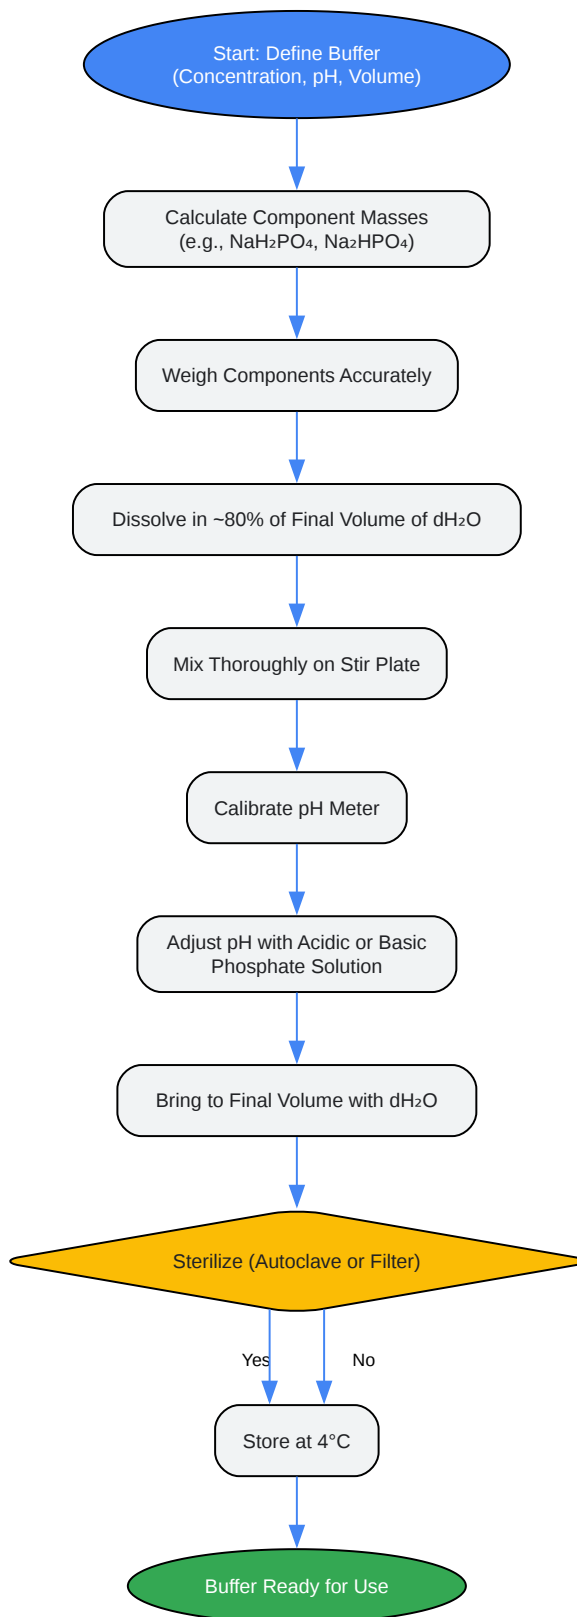 Start: Define Buffer
(Concentration, pH, Volume)
Calculate Component Masses
(e.g., NaH₂PO₄, Na₂HPO₄)
Weigh Components Accurately
Dissolve in ~80% of Final Volume of dH₂O
Mix Thoroughly on Stir Plate
Calibrate pH Meter
Adjust pH with Acidic or Basic
Phosphate Solution
Bring to Final Volume with dH₂O
Sterilize (Autoclave or Filter)
Yes
No
Store at 4°C
Buffer Ready for Use